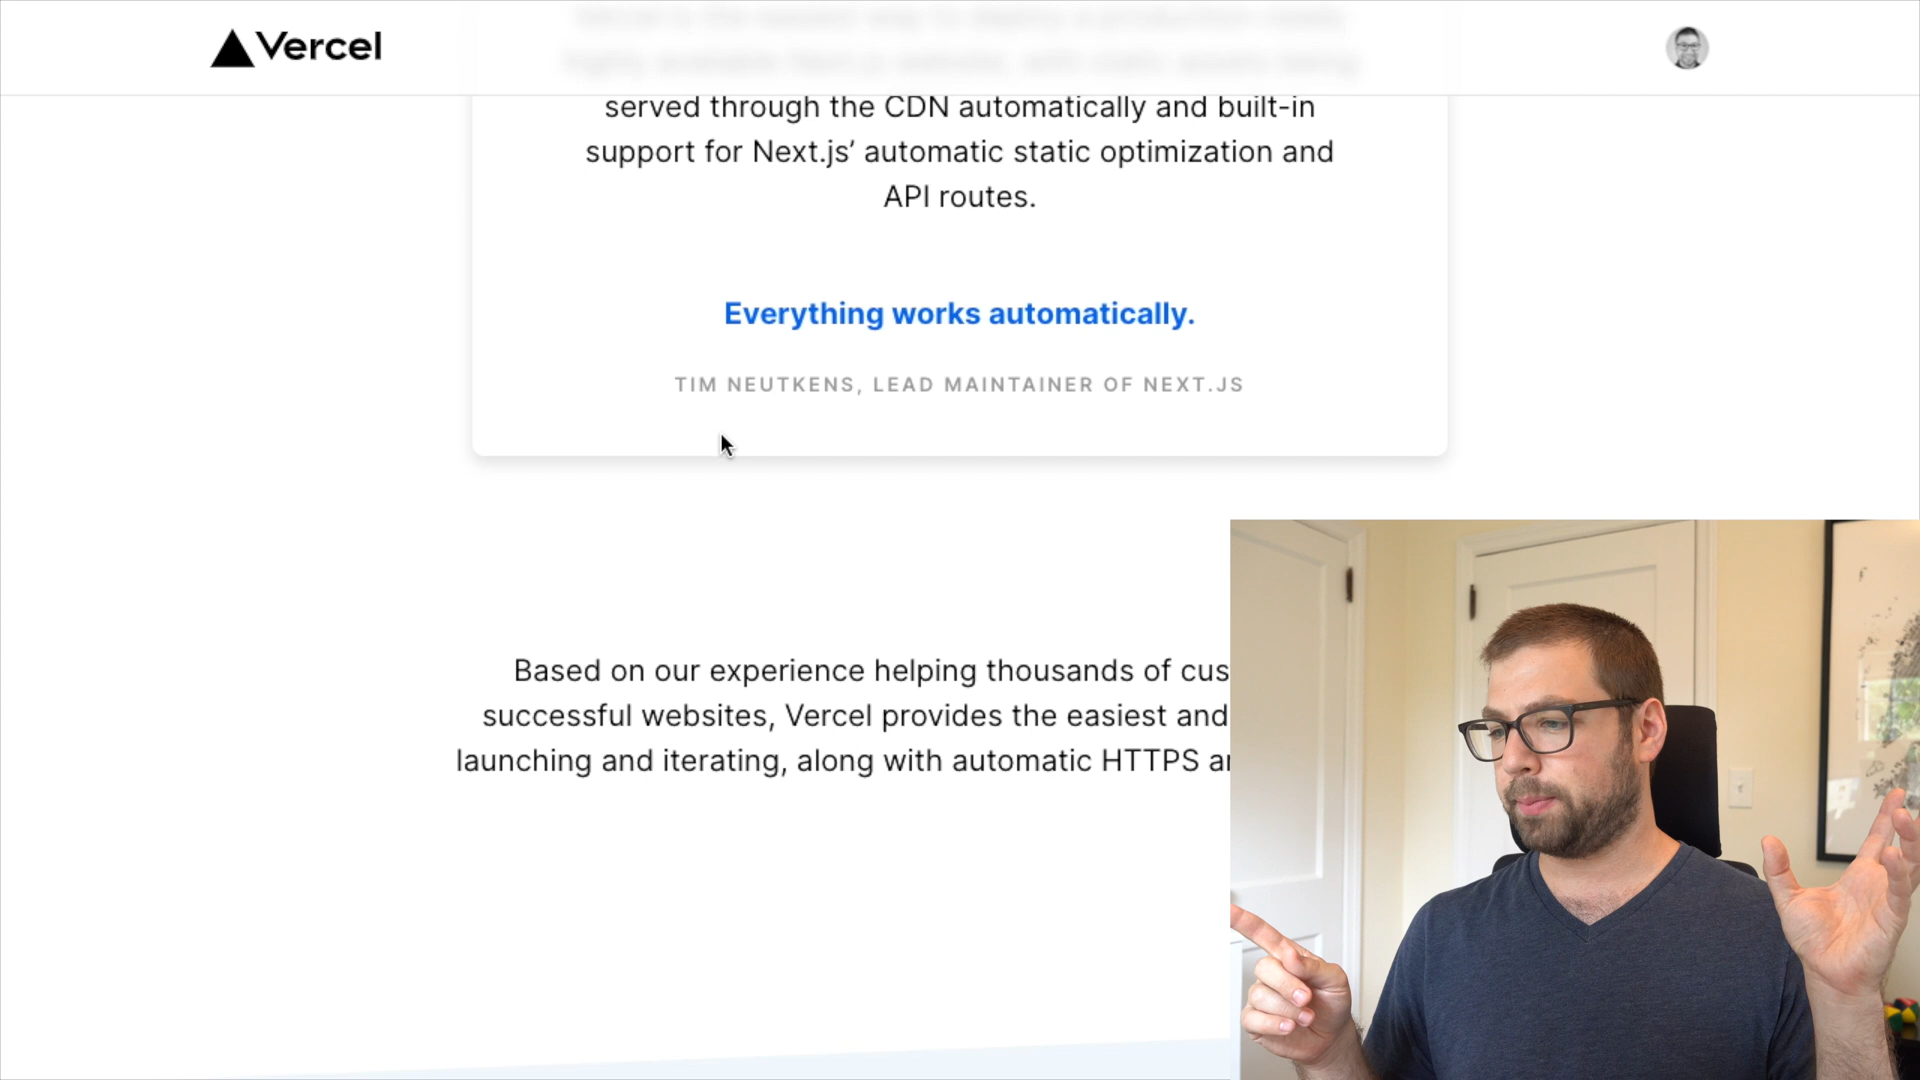 Vercel
served through the CDN automatically and built-in
support for Next.js’ automatic static optimization and
API routes.
Everything works automatically.
TIM NEUTKENS, LEAD MAINTAINER OF NEXT.JS
Based on our experience helping thousands of
successful websites, Vercel provides the easiest and
launching and iterating, along with automatic HTTPS